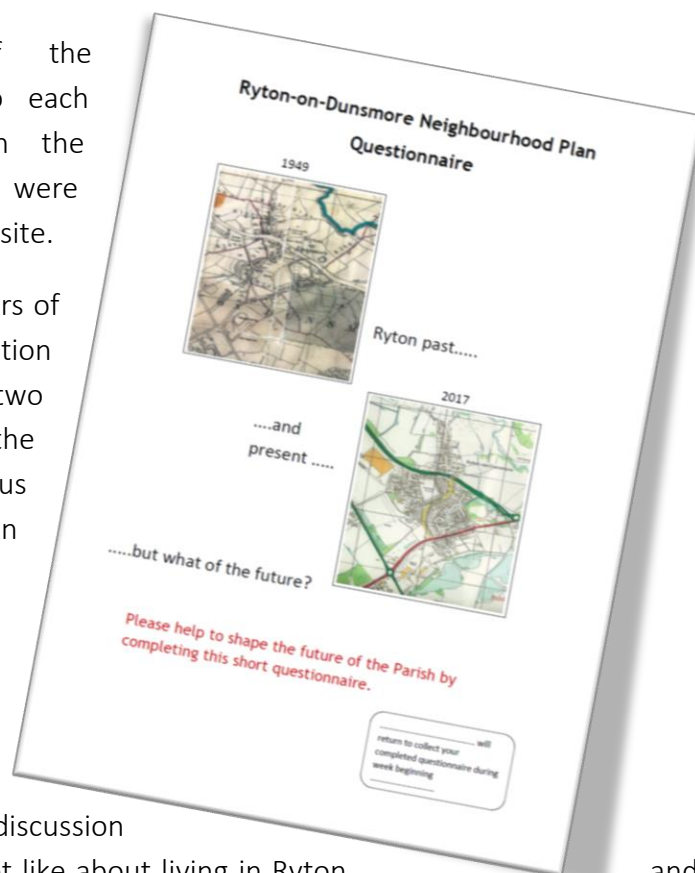 the
each
the
were
site.
rs of
tion
two
the
us
n
Ryton-on-Dunsmore Neighbourhood Plan
Questionnaire
1949
Ryton past.....
2017
....and
present .....
.....but what of the future?
Please help to shape the future of the Parish by
completing this short questionnaire.
will
return to collect your
completed questionnaire during
week beginning
discussion
like about living in Ryton
and